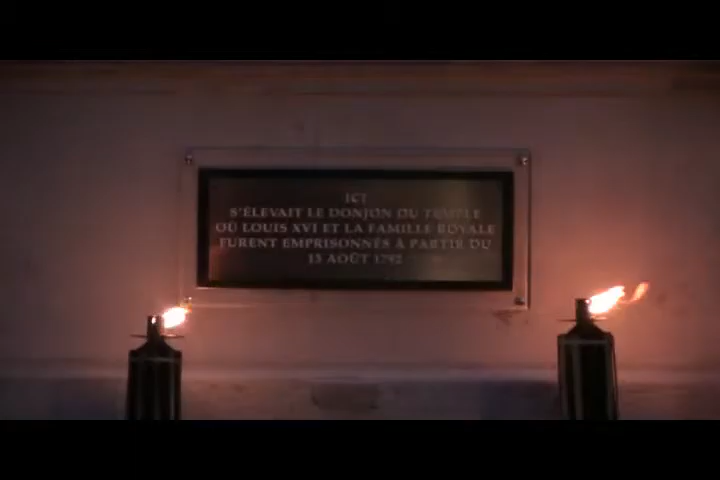 ICI
S'ÉLEVAIT LE DONJON DU TEMPLE
OÙ LOUIS XVI ET LA FAMILLE ROYALE
FURENT EMPRISONNÉS À PARTIR DU
13 AOÛT 1792